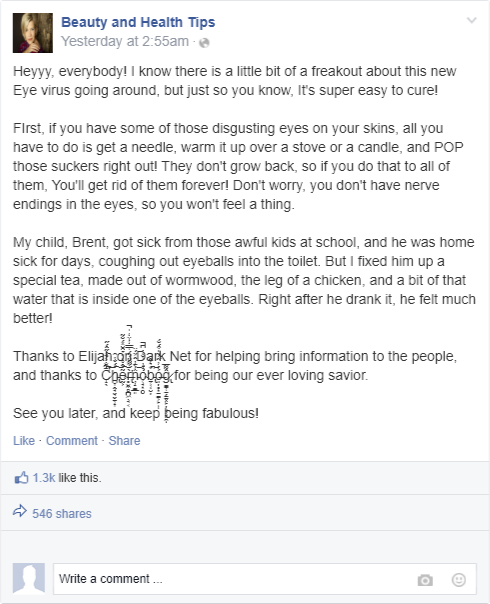 Beauty and Health Tips
Yesterday at 2:55am ·
Heyyy, everybody! I know there is a little bit of a freakout about this new
Eye virus going around, but just so you know, It's super easy to cure!
FIrst, if you have some of those disgusting eyes on your skins, all you
have to do is get a needle, warm it up over a stove or a candle, and POP
those suckers right out! They don't grow back, so if you do that to all of
them, You'll get rid of them forever! Don't worry, you don't have nerve
endings in the eyes, so you won't feel a thing.
My child, Brent, got sick from those awful kids at school, and he was home
sick for days, coughing out eyeballs into the toilet. But I fixed him up a
special tea, made out of wormwood, the leg of a chicken, and a bit of that
water that is inside one of the eyeballs. Right after he drank it, he felt much
better!
Thanks to Elijah on Dark Net for helping bring information to the people,
and thanks to Chernobog for being our ever loving savior.
See you later, and keep being fabulous!
Like · Comment · Share
1.3k like this.
546 shares
Write a comment ...